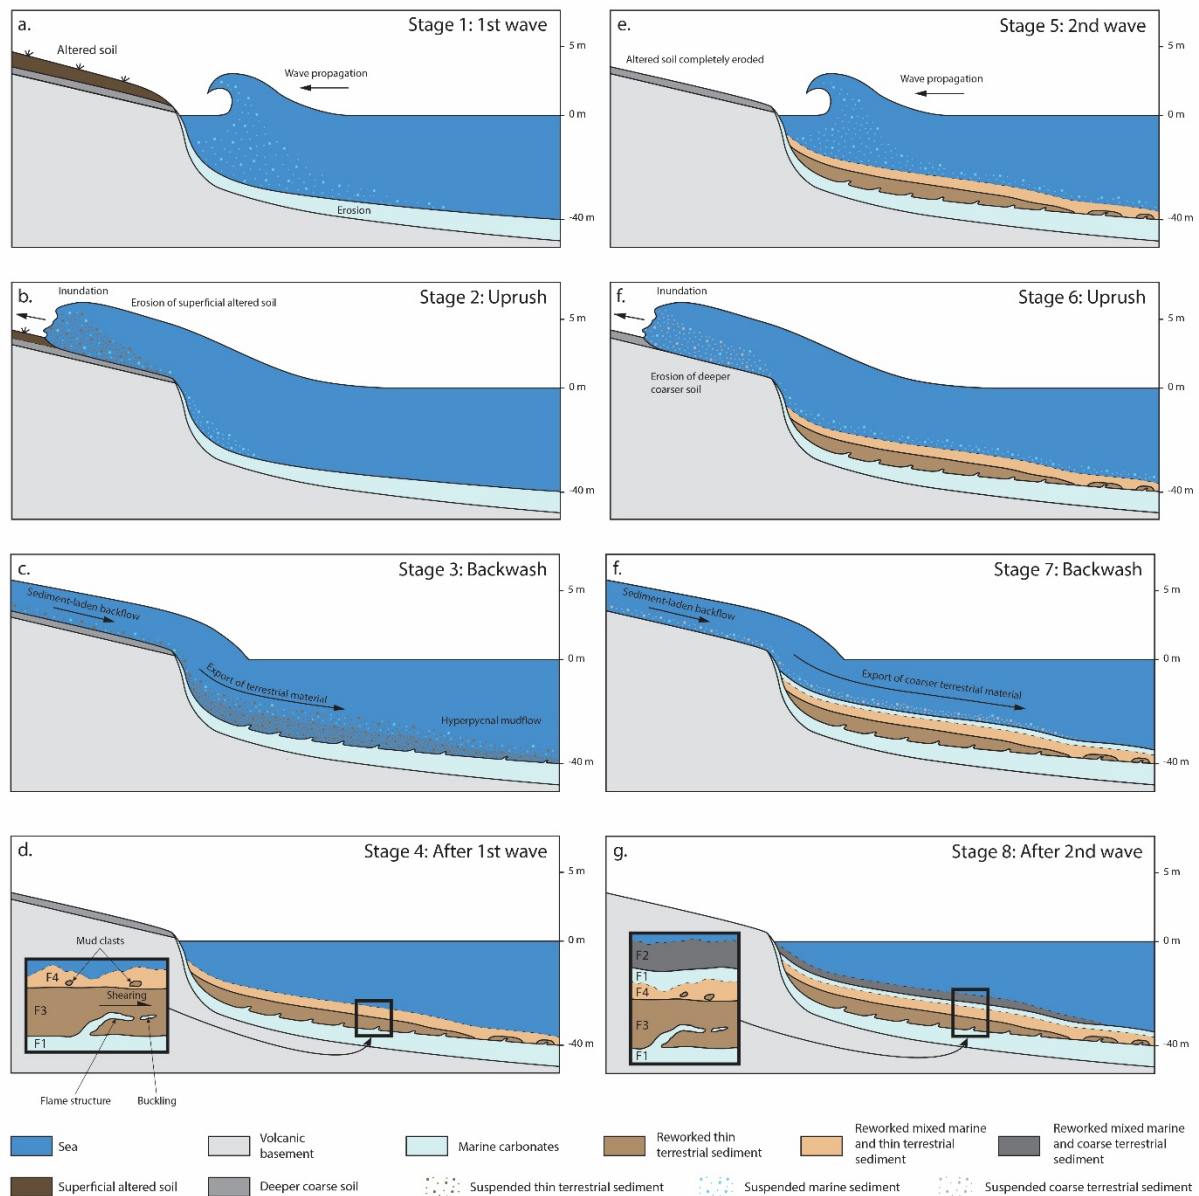 a.
Stage 1: 1st wave
Altered soil
Wave propagation
Erosion
5 m
0 m
-40 m
e.
Stage 5: 2nd wave
Altered soil completely eroded
Wave propagation
5 m
0 m
-40 m
b.
Stage 2: Uprush
Inundation
Erosion of superficial altered soil
5 m
0 m
-40 m
f.
Stage 6: Uprush
Inundation
Erosion of deeper
coarser soil
5 m
0 m
-40 m
c.
Stage 3: Backwash
Sediment-laden backflow
Export of terrestrial material
Hyperpycnal mudflow
5 m
0 m
-40 m
f.
Stage 7: Backwash
Sediment-laden backflow
Export of coarser terrestrial material
5 m
0 m
-40 m
d.
Stage 4: After 1st wave
Mud clasts
F4
Shearing
F3
F1
Flame structure
Buckling
5 m
0 m
-40 m
g.
Stage 8: After 2nd wave
F2
F1
F4
F3
F1
5 m
0 m
-40 m
Sea
Volcanic
basement
Marine carbonates
Reworked thin
terrestrial sediment
Reworked mixed marine
and thin terrestrial
sediment
Reworked mixed marine
and coarse terrestrial
sediment
Superficial altered soil
Deeper coarse soil
Suspended thin terrestrial sediment
Suspended marine sediment
Suspended coarse terrestrial sediment